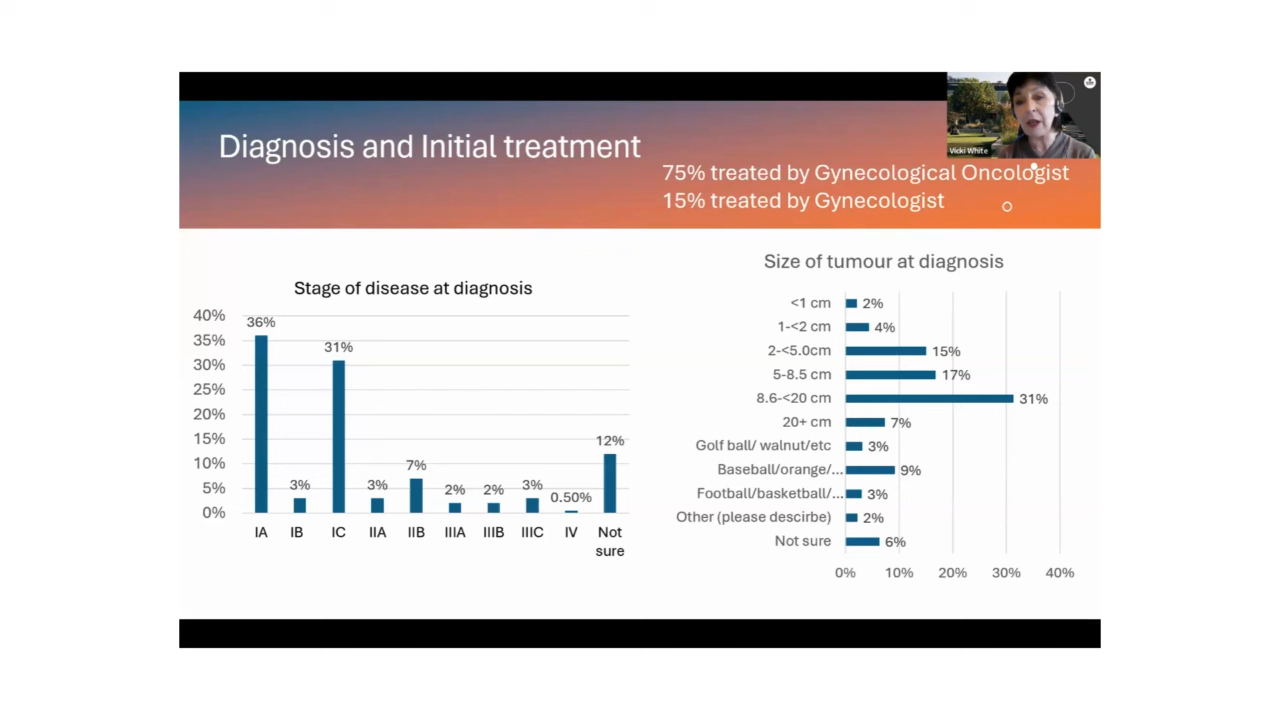 Vicki White
Diagnosis and Initial treatment
75% treated by Gynecological Oncologist
15% treated by Gynecologist
Stage of disease at diagnosis
40%
35%
30%
25%
20%
15%
10%
5%
0%
36%
3%
31%
3%
7%
2%
2%
3%
0.50%
12%
IA
IB
IC
IIA
IIB
IIIA
IIIB
IIIC
IV
Not
sure
Size of tumour at diagnosis
<1 cm 2%
1-<2 cm 4%
2-<5.0cm 15%
5-8.5 cm 17%
8.6-<20 cm 31%
20+ cm 7%
Golf ball/ walnut/etc 3%
Baseball/orange/... 9%
Football/basketball/... 3%
Other (please descirbe) 2%
Not sure 6%
0% 10% 20% 30% 40%